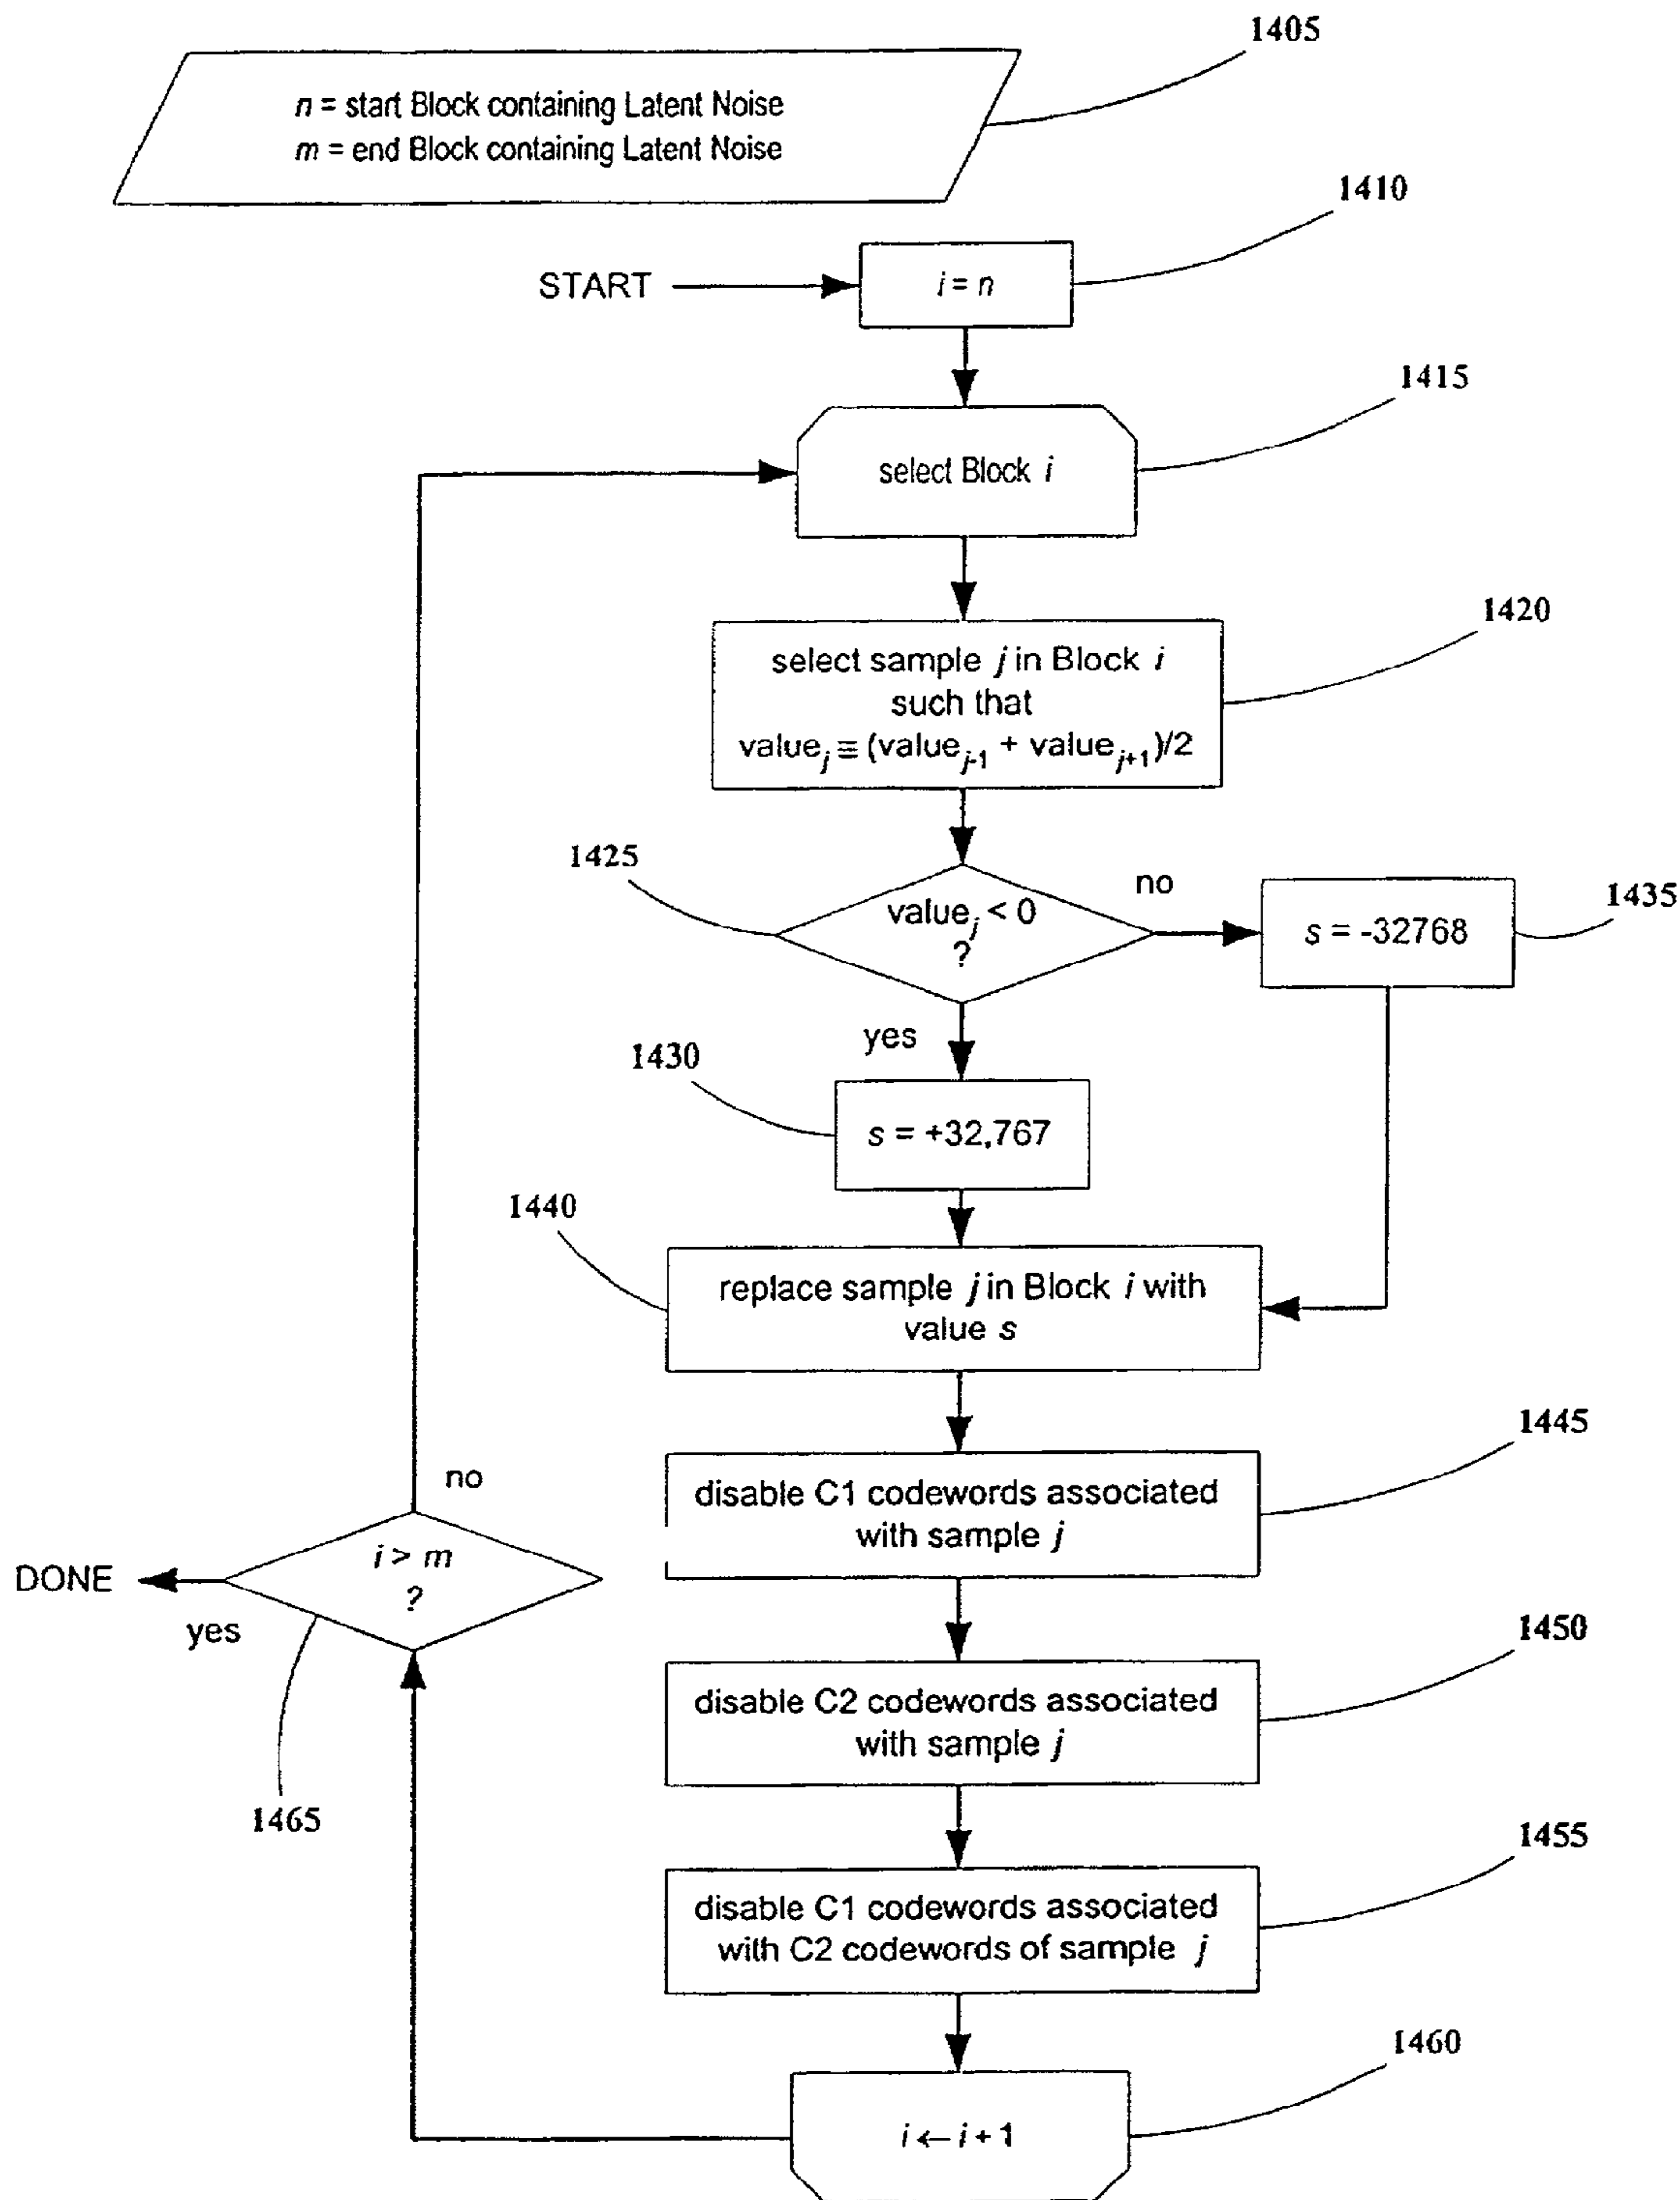 1405
n = start Block containing Latent Noise
m = end Block containing Latent Noise
1410
START
i = n
1415
select Block i
1420
select sample j in Block i
such that
value_j ≡ (value_{j-1} + value_{j+1})/2
1425
value_j < 0
?
no
1435
s = -32768
yes
1430
s = +32,767
1440
replace sample j in Block i with
value s
1445
disable C1 codewords associated
with sample j
no
i > m
?
DONE
yes
1465
1450
disable C2 codewords associated
with sample j
1455
disable C1 codewords associated
with C2 codewords of sample j
1460
i ← i + 1